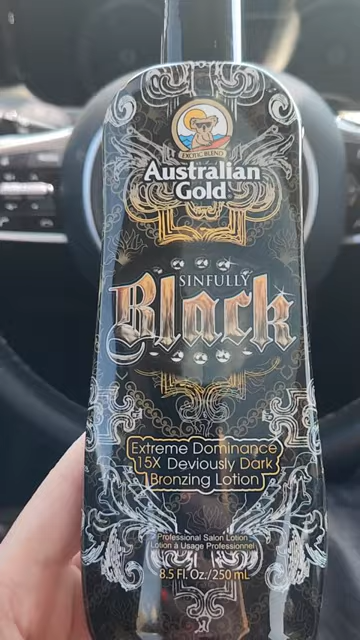 EXOTIC BLEND
Australian
Gold
SINFULLY
Black
Extreme Dominance
15X Deviously Dark
Bronzing Lotion
Professional Salon Lotion
Lotion à Usage Professionnel
8.5 Fl. Oz./250 mL